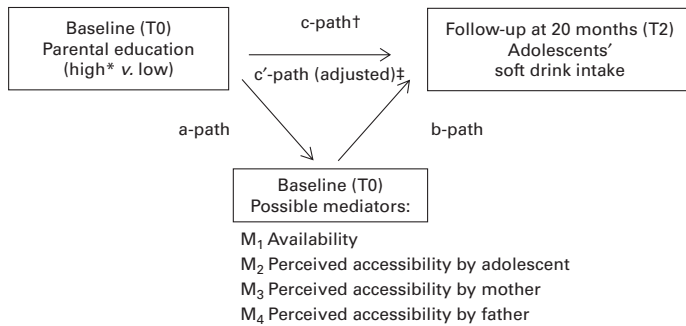 Baseline (T0)
Parental education
(high* v. low)
c-path†
c′-path (adjusted)‡
Follow-up at 20 months (T2)
Adolescents′
soft drink intake
a-path
b-path
Baseline (T0)
Possible mediators:
M₁ Availability
M₂ Perceived accessibility by adolescent
M₃ Perceived accessibility by mother
M₄ Perceived accessibility by father